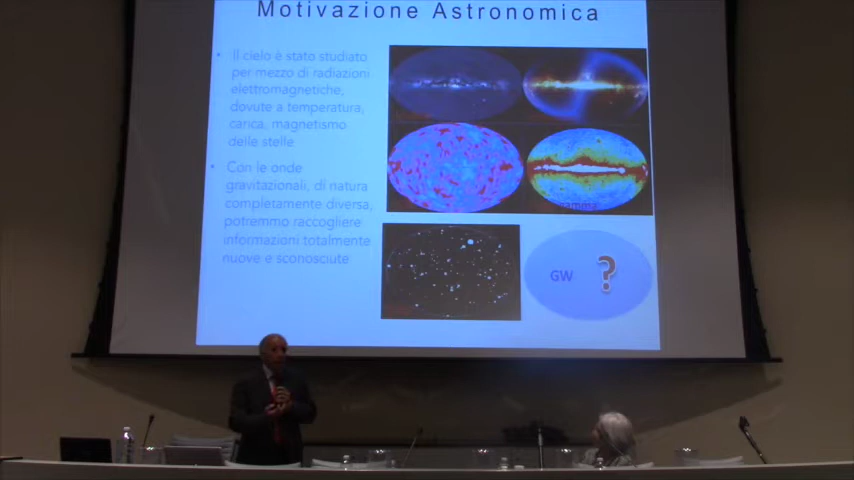 Motivazione Astronomica
• Il cielo è stato studiato
per mezzo di radiazioni
elettromagnetiche,
dovute a temperatura,
carica, magnetismo
delle stelle
• Con le onde
gravitazionali, di natura
completamente diversa,
potremmo raccogliere
informazioni totalmente
nuove e sconosciute
gamma
GW ?